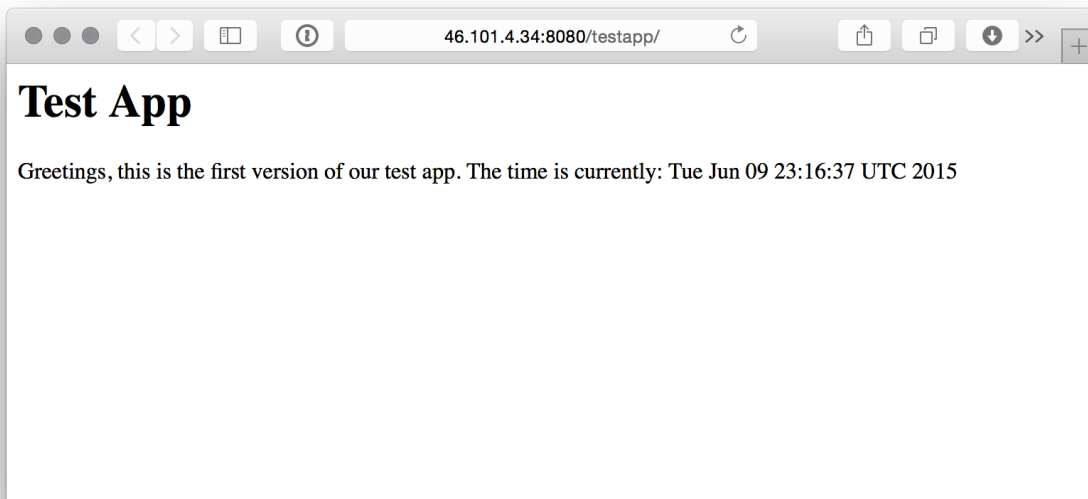 46.101.4.34:8080/testapp/
Test App
Greetings, this is the first version of our test app. The time is currently: Tue Jun 09 23:16:37 UTC 2015